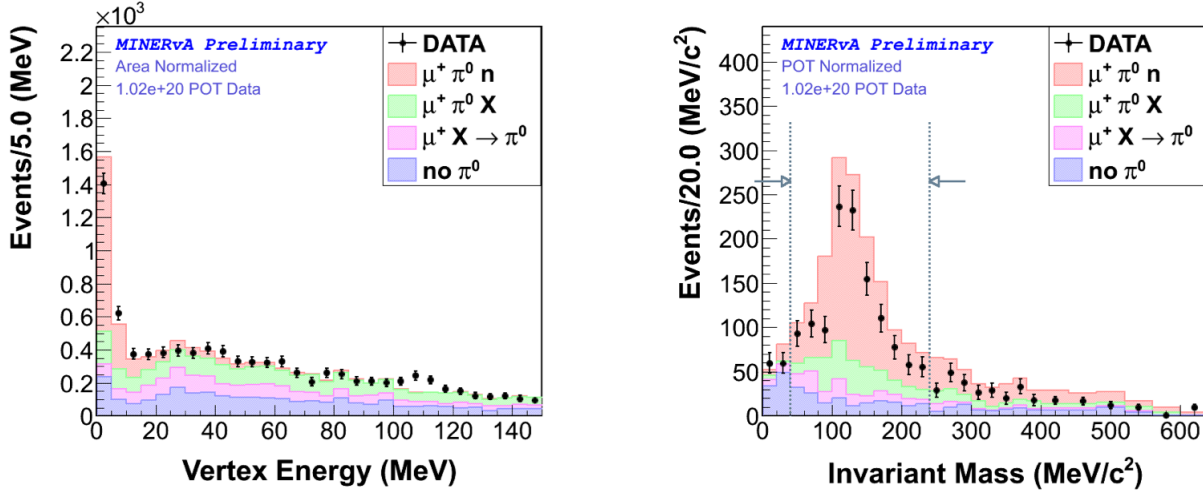 ×10³
MINERvA Preliminary
Area Normalized
1.02e+20 POT Data
DATA
μ⁺ π⁰ n
μ⁺ π⁰ X
μ⁺ X → π⁰
no π⁰
Events/5.0 (MeV)
2.2
2
1.8
1.6
1.4
1.2
1
0.8
0.6
0.4
0.2
0
0 20 40 60 80 100 120 140
Vertex Energy (MeV)
MINERvA Preliminary
POT Normalized
1.02e+20 POT Data
DATA
μ⁺ π⁰ n
μ⁺ π⁰ X
μ⁺ X → π⁰
no π⁰
Events/20.0 (MeV/c²)
400
350
300
250
200
150
100
50
0
0 100 200 300 400 500 600
Invariant Mass (MeV/c²)